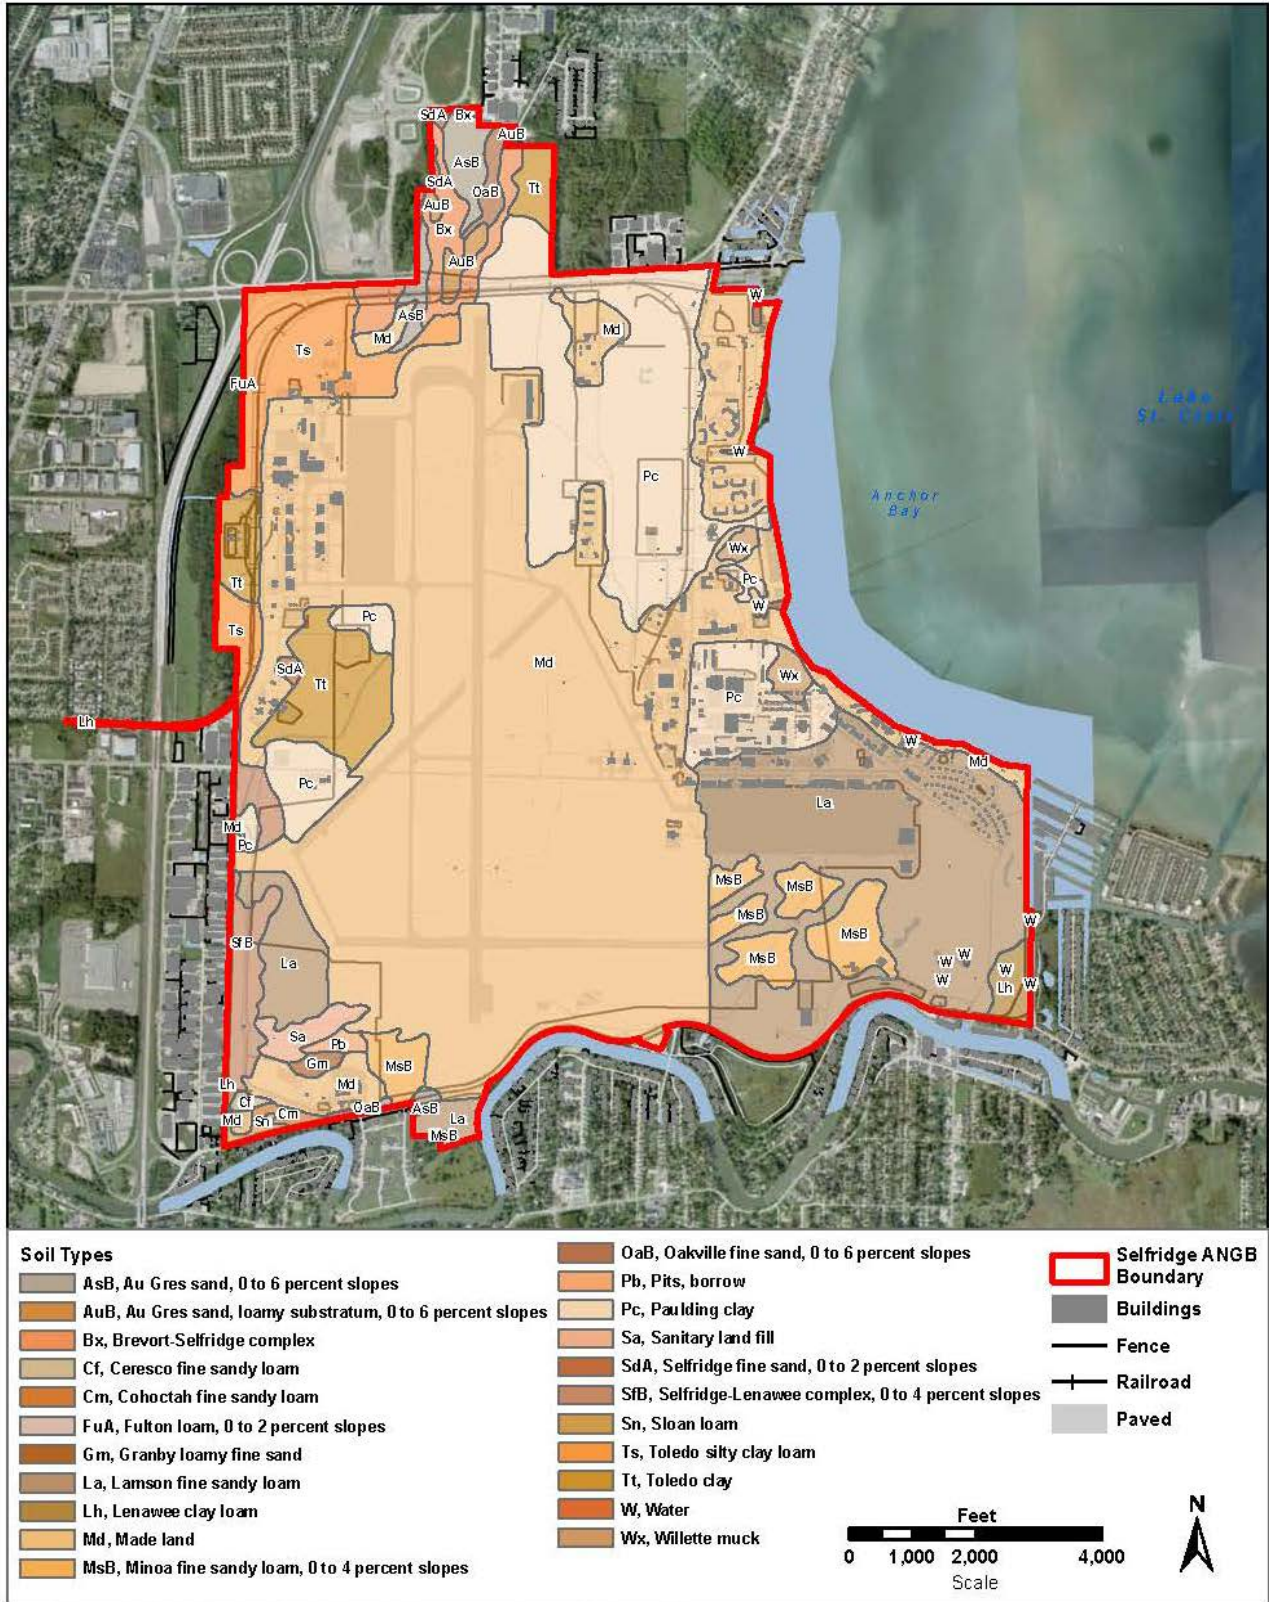 SdA Bx
AuB
AsB
SdA
OaB Tt
AuB
Bx
AuB
W
AsB
Md
Md
Ts
FuA
Lake
St. Clair
W
Pc
Anchor
Bay
Wx
Tt
Pc
W
Pc
Ts
Md
SdA
Wx
Tt
Pc
Lh
W
Md
Pc
La
Md
Pc
MsB
MsB
MsB
W
MsB
SfB
W
MsB
W
La
W
W
Lh
W
Sa
Pb
Gm
MsB
Lh
Md
Cf
OaB
AsB
Cm
Md
Sn
La
MsB
Soil Types
AsB, Au Gres sand, 0 to 6 percent slopes
AuB, Au Gres sand, loamy substratum, 0 to 6 percent slopes
Bx, Brevort-Selfridge complex
Cf, Ceresco fine sandy loam
Cm, Cohoctah fine sandy loam
FuA, Fulton loam, 0 to 2 percent slopes
Gm, Granby loamy fine sand
La, Lamson fine sandy loam
Lh, Lenawee clay loam
Md, Made land
MsB, Minoa fine sandy loam, 0 to 4 percent slopes
OaB, Oakville fine sand, 0 to 6 percent slopes
Pb, Pits, borrow
Pc, Paulding clay
Sa, Sanitary land fill
SdA, Selfridge fine sand, 0 to 2 percent slopes
SfB, Selfridge-Lenawee complex, 0 to 4 percent slopes
Sn, Sloan loam
Ts, Toledo silty clay loam
Tt, Toledo clay
W, Water
Wx, Willette muck
Selfridge ANGB
Boundary
Buildings
Fence
Railroad
Paved
Feet
0 1,000 2,000 4,000
Scale
N